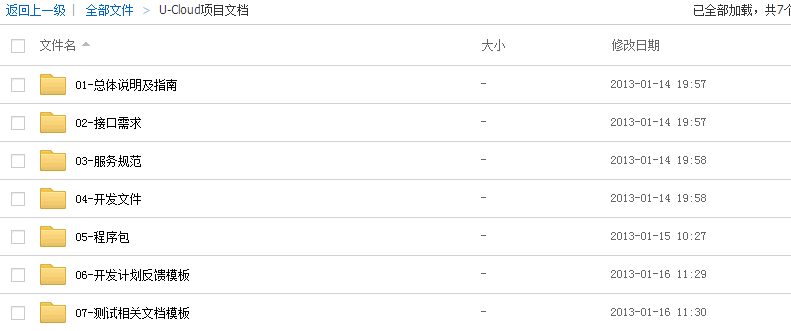 返回上一级 | 全部文件 > U-Cloud项目文档 已全部加载，共7个
文件名 大小 修改日期
01-总体说明及指南 - 2013-01-14 19:57
02-接口需求 - 2013-01-14 19:57
03-服务规范 - 2013-01-14 19:58
04-开发文件 - 2013-01-14 19:58
05-程序包 - 2013-01-15 10:27
06-开发计划反馈模板 - 2013-01-16 11:29
07-测试相关文档模板 - 2013-01-16 11:30